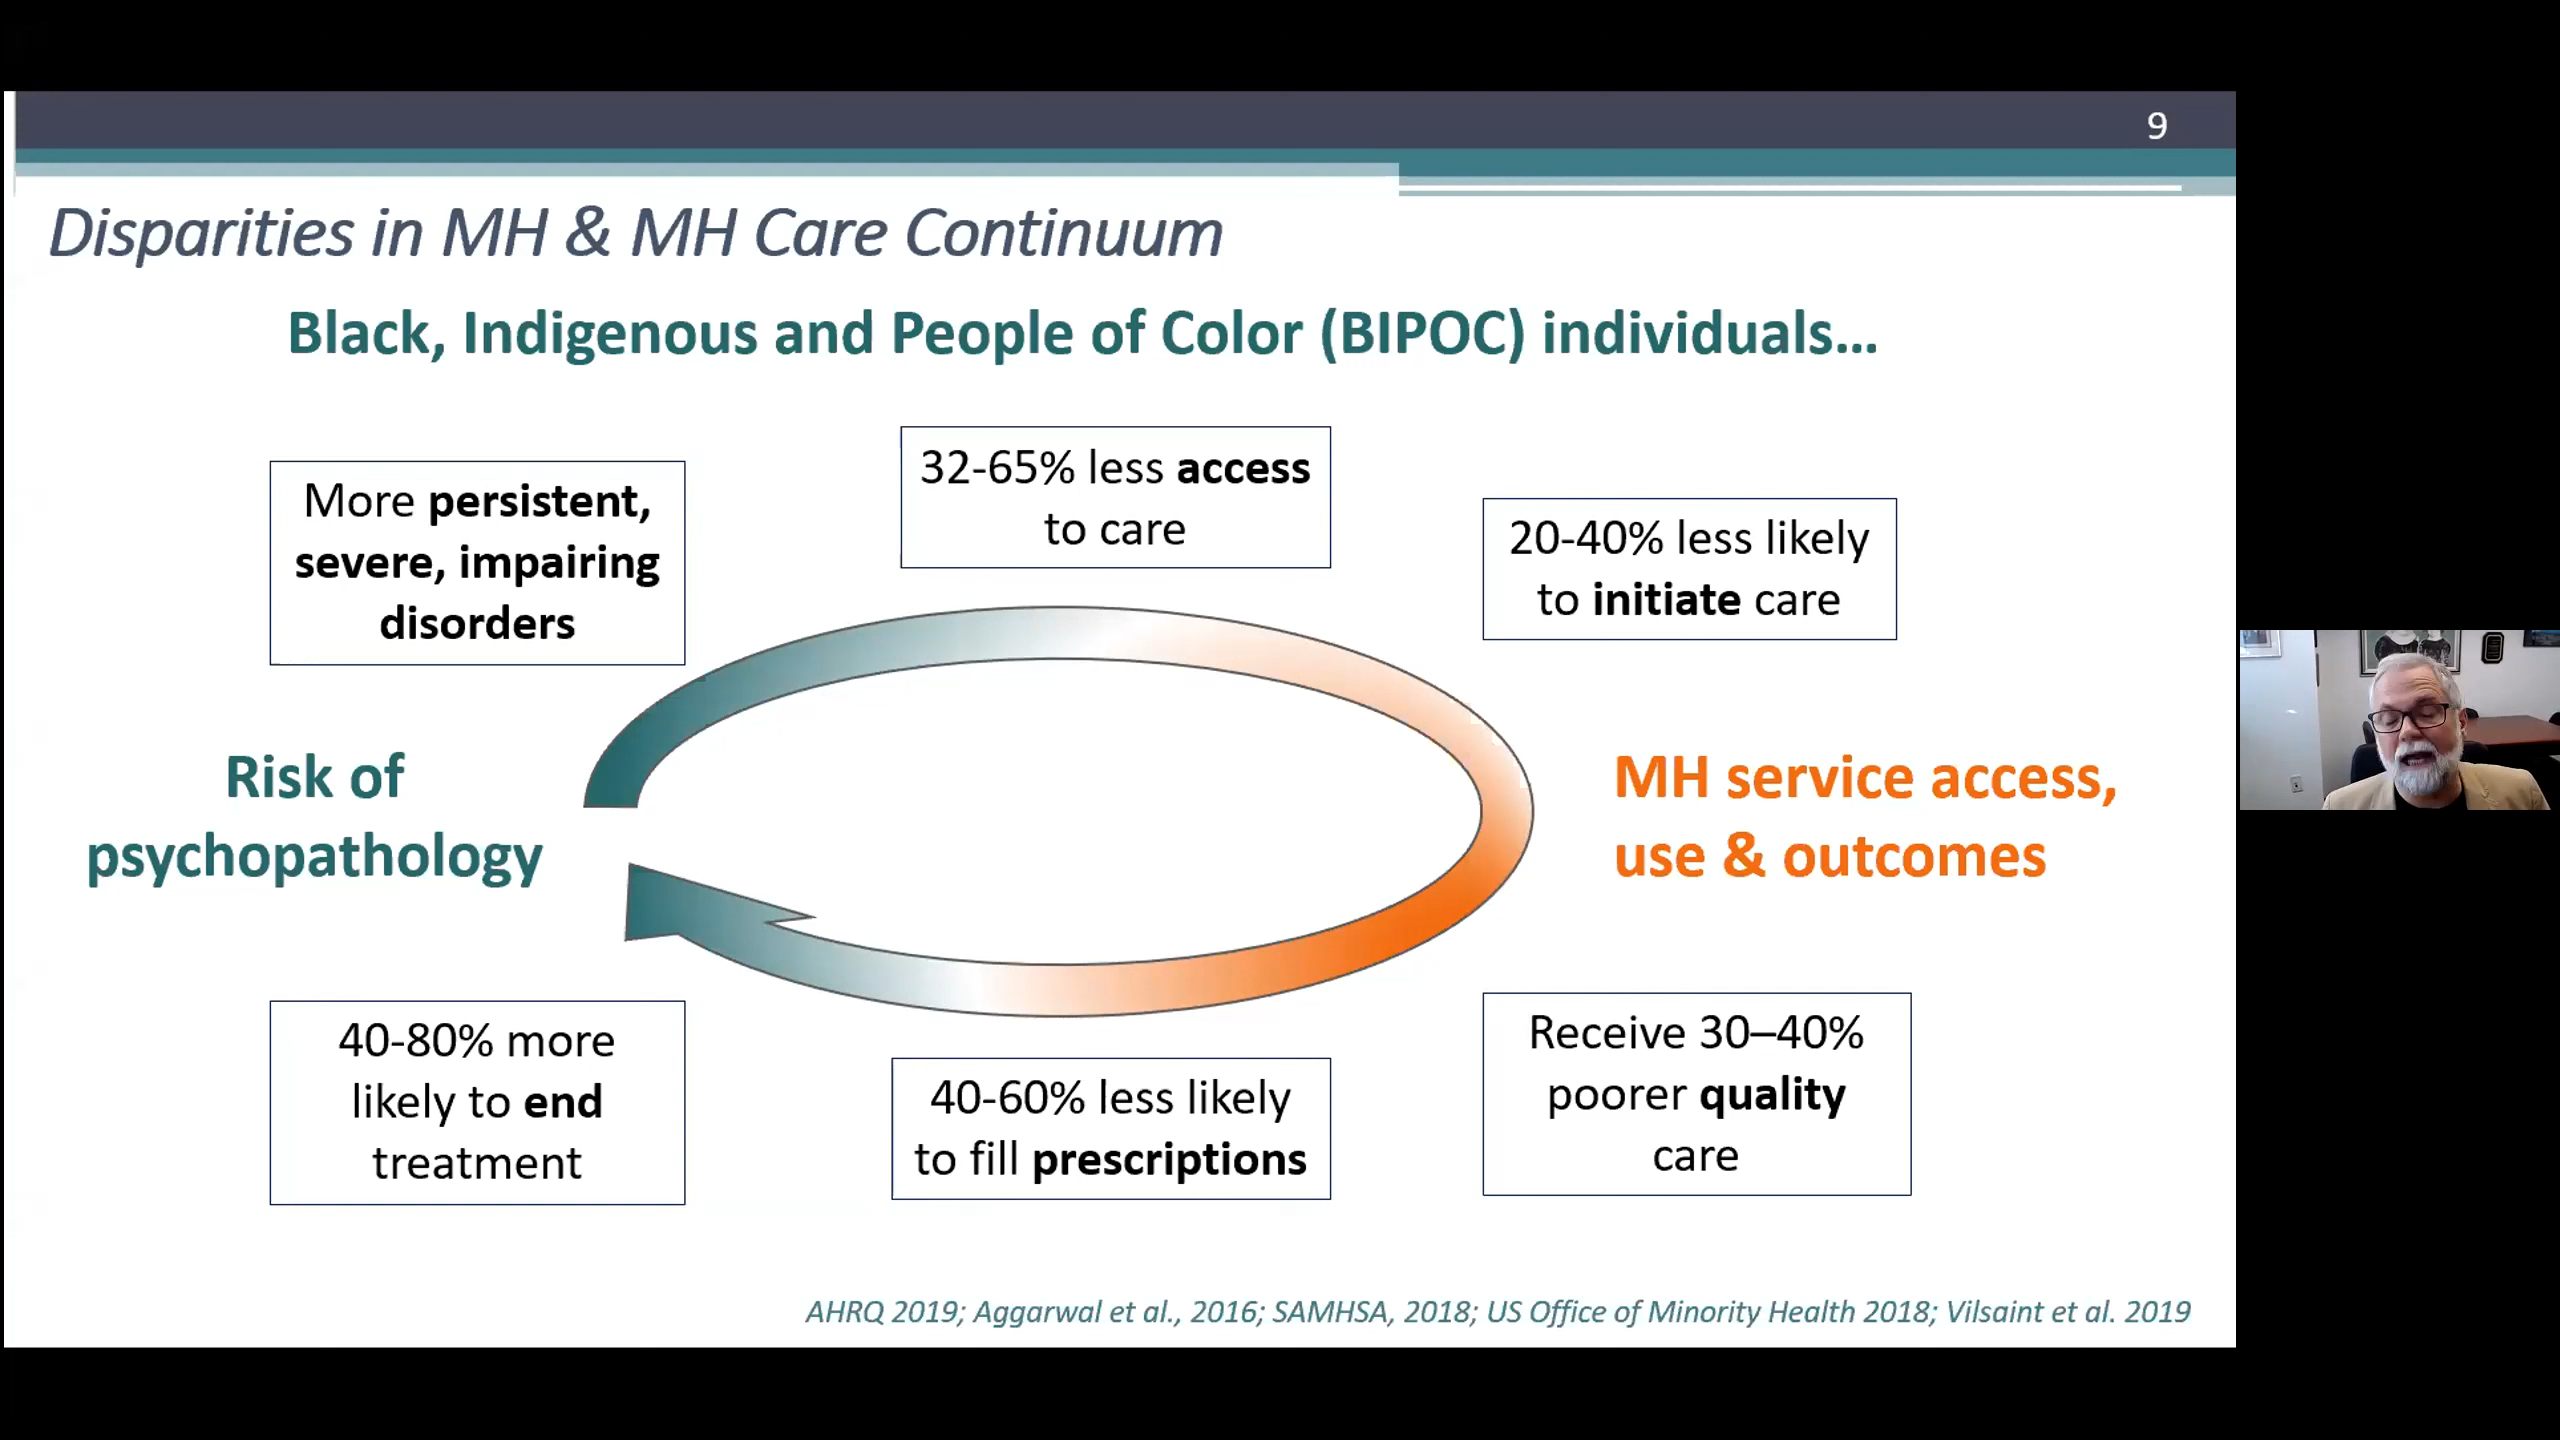 9
Disparities in MH & MH Care Continuum
Black, Indigenous and People of Color (BIPOC) individuals...
More persistent,
severe, impairing
disorders
32-65% less access
to care
20-40% less likely
to initiate care
Risk of
psychopathology
MH service access,
use & outcomes
40-80% more
likely to end
treatment
40-60% less likely
to fill prescriptions
Receive 30–40%
poorer quality
care
AHRQ 2019; Aggarwal et al., 2016; SAMHSA, 2018; US Office of Minority Health 2018; Vilsaint et al. 2019